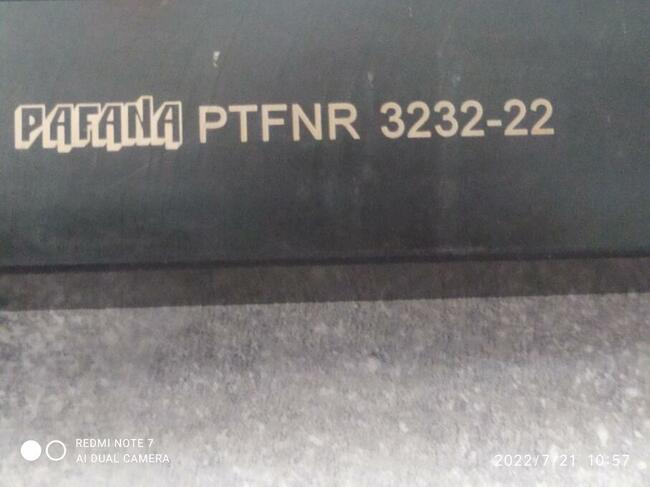 PAFANA PTFNR 3232-22
REDMI NOTE 7
AI DUAL CAMERA
2022/7/21 10:57